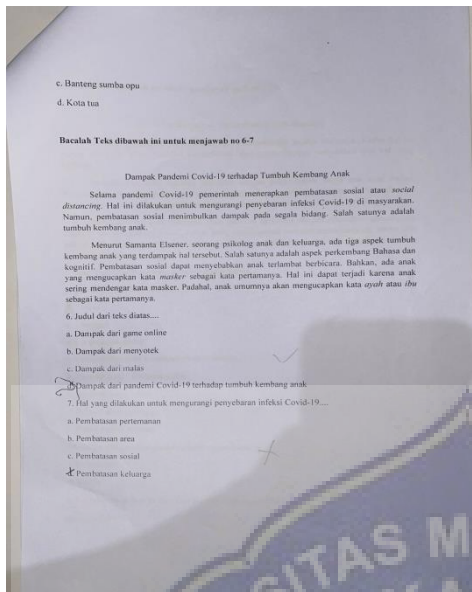 c. Banteng sumba opu
d. Kota tua
Bacalah Teks dibawah ini untuk menjawab no 6-7
Dampak Pandemi Covid-19 terhadap Tumbuh Kembang Anak
Selama pandemi Covid-19 pemerintah menerapkan pembatasan sosial atau social
distancing. Hal ini dilakukan untuk mengurangi penyebaran infeksi Covid-19 di masyarakan.
Namun, pembatasan sosial menimbulkan dampak pada segala bidang. Salah satunya adalah
tumbuh kembang anak.
Menurut Samanta Elsener, seorang psikolog anak dan keluarga, ada tiga aspek tumbuh
kembang anak yang terdampak hal tersebut. Salah satunya adalah aspek perkembang Bahasa dan
kognitif. Pembatasan sosial dapat menyebabkan anak terlambat berbicara. Bahkan, ada anak
yang mengucapkan kata masker sebagai kata pertamanya. Hal ini dapat terjadi karena anak
sering mendengar kata masker. Padahal, anak umumnya akan mengucapkan kata ayah atau ibu
sebagai kata pertamanya.
6. Judul dari teks diatas....
a. Dampak dari game online
b. Dampak dari menyotek
c. Dampak dari malas
Dampak dari pandemi Covid-19 terhadap tumbuh kembang anak
7. Hal yang dilakukan untuk mengurangi penyebaran infeksi Covid-19....
a. Pembatasan pertemanan
b. Pembatasan area
c. Pembatasan sosial
Pembatasan keluarga
SITAS M